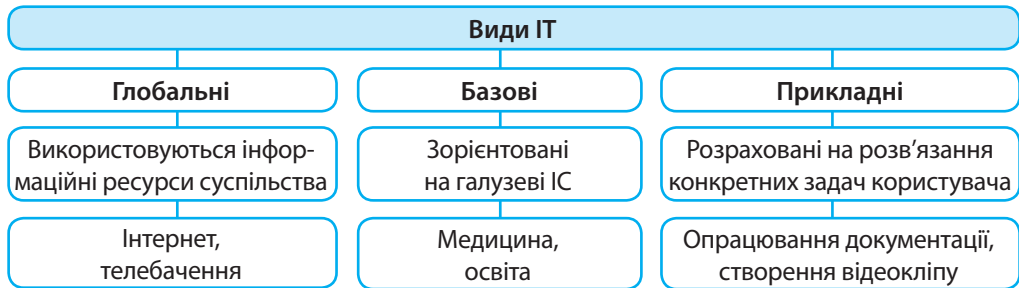 Види ІТ
Глобальні
Базові
Прикладні
Використовуються інфор-
маційні ресурси суспільства
Зорієнтовані
на галузеві ІС
Розраховані на розв'язання
конкретних задач користувача
Інтернет,
телебачення
Медицина,
освіта
Опрацювання документації,
створення відеокліпу